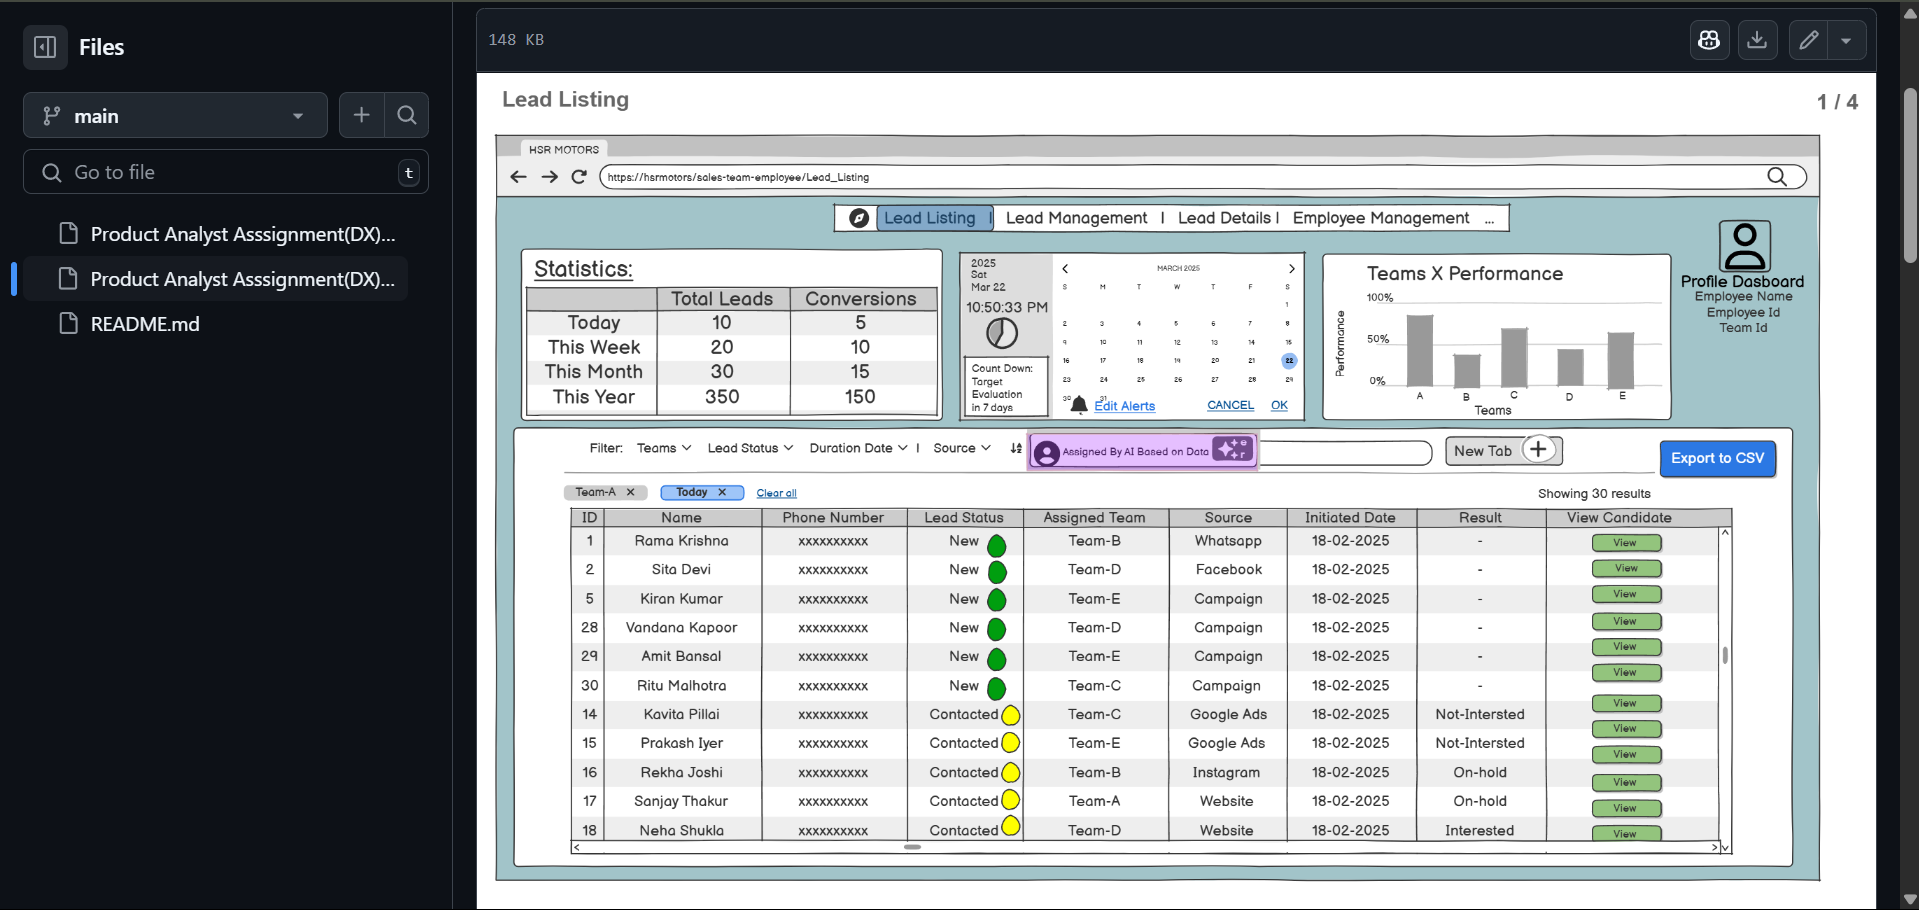 Files
main
Go to file
t
Product Analyst Asssignment(DX)...
Product Analyst Asssignment(DX)...
README.md
148 KB
Lead Listing
1 / 4
HSR MOTORS
https://hsrmotors/sales-team-employee/Lead_Listing
Lead Listing | Lead Management | Lead Details | Employee Management ...
Profile Dasboard
Employee Name
Employee Id
Team Id
Statistics:
Total Leads Conversions
Today 10 5
This Week 20 10
This Month 30 15
This Year 350 150
2025
Sat
Mar 22
10:50:33 PM
Count Down:
Target
Evaluation
in 7 days
MARCH 2025
S M T W T F S
1
2 3 4 5 6 7 8
9 10 11 12 13 14 15
16 17 18 19 20 21 22
23 24 25 26 27 28 29
30 31
Edit Alerts CANCEL OK
Teams X Performance
100%
50%
0%
Performance
A B C D E
Teams
Filter: Teams Lead Status Duration Date | Source
Assigned By AI Based on Data
New Tab
Export to CSV
Team-A Today Clear all
Showing 30 results
ID Name Phone Number Lead Status Assigned Team Source Initiated Date Result View Candidate
1 Rama Krishna xxxxxxxxxx New Team-B Whatsapp 18-02-2025 - View
2 Sita Devi xxxxxxxxxx New Team-D Facebook 18-02-2025 - View
5 Kiran Kumar xxxxxxxxxx New Team-E Campaign 18-02-2025 - View
28 Vandana Kapoor xxxxxxxxxx New Team-D Campaign 18-02-2025 - View
29 Amit Bansal xxxxxxxxxx New Team-E Campaign 18-02-2025 - View
30 Ritu Malhotra xxxxxxxxxx New Team-C Campaign 18-02-2025 - View
14 Kavita Pillai xxxxxxxxxx Contacted Team-C Google Ads 18-02-2025 Not-Intersted View
15 Prakash Iyer xxxxxxxxxx Contacted Team-E Google Ads 18-02-2025 Not-Intersted View
16 Rekha Joshi xxxxxxxxxx Contacted Team-B Instagram 18-02-2025 On-hold View
17 Sanjay Thakur xxxxxxxxxx Contacted Team-A Website 18-02-2025 On-hold View
18 Neha Shukla xxxxxxxxxx Contacted Team-D Website 18-02-2025 Interested View
View